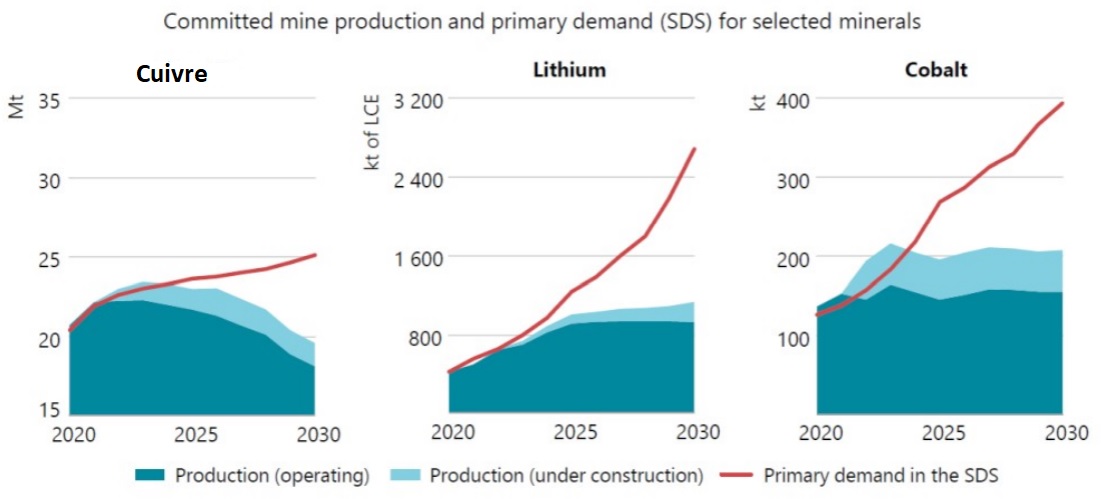 Committed mine production and primary demand (SDS) for selected minerals
Cuivre
Mt
35
30
25
20
15
2020 2025 2030
Lithium
kt of LCE
3 200
2 400
1 600
800
2020 2025 2030
Cobalt
kt
400
300
200
100
2020 2025 2030
Production (operating) Production (under construction) Primary demand in the SDS